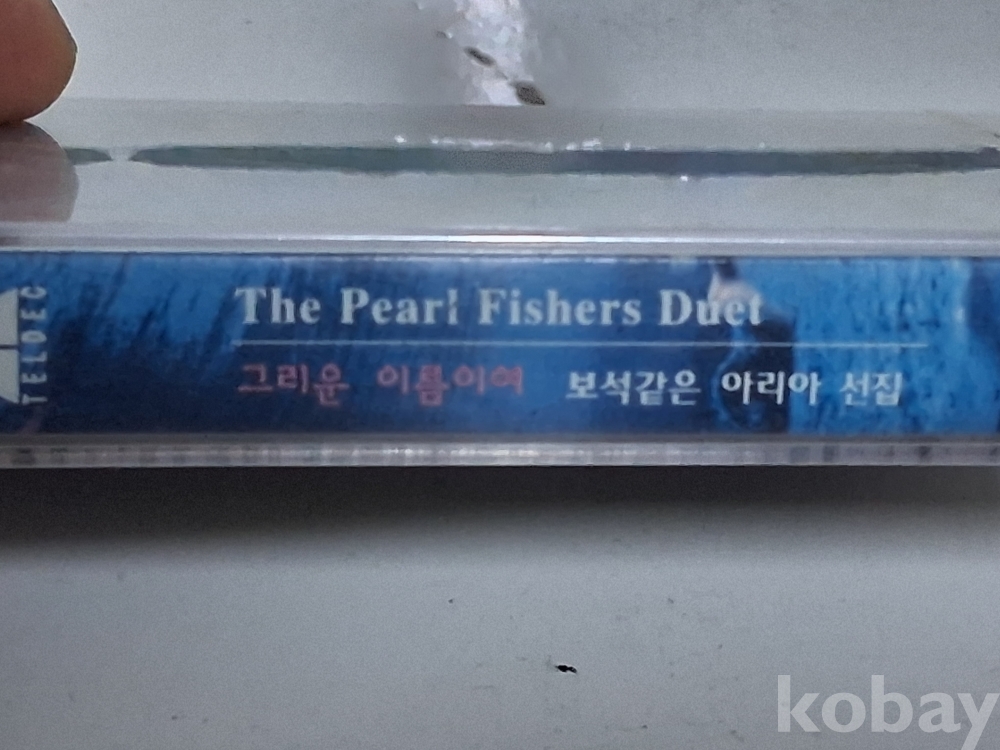 TELDEC
The Pearl Fishers Duet
그리운 이름이여 보석같은 아리아 선집
kobay